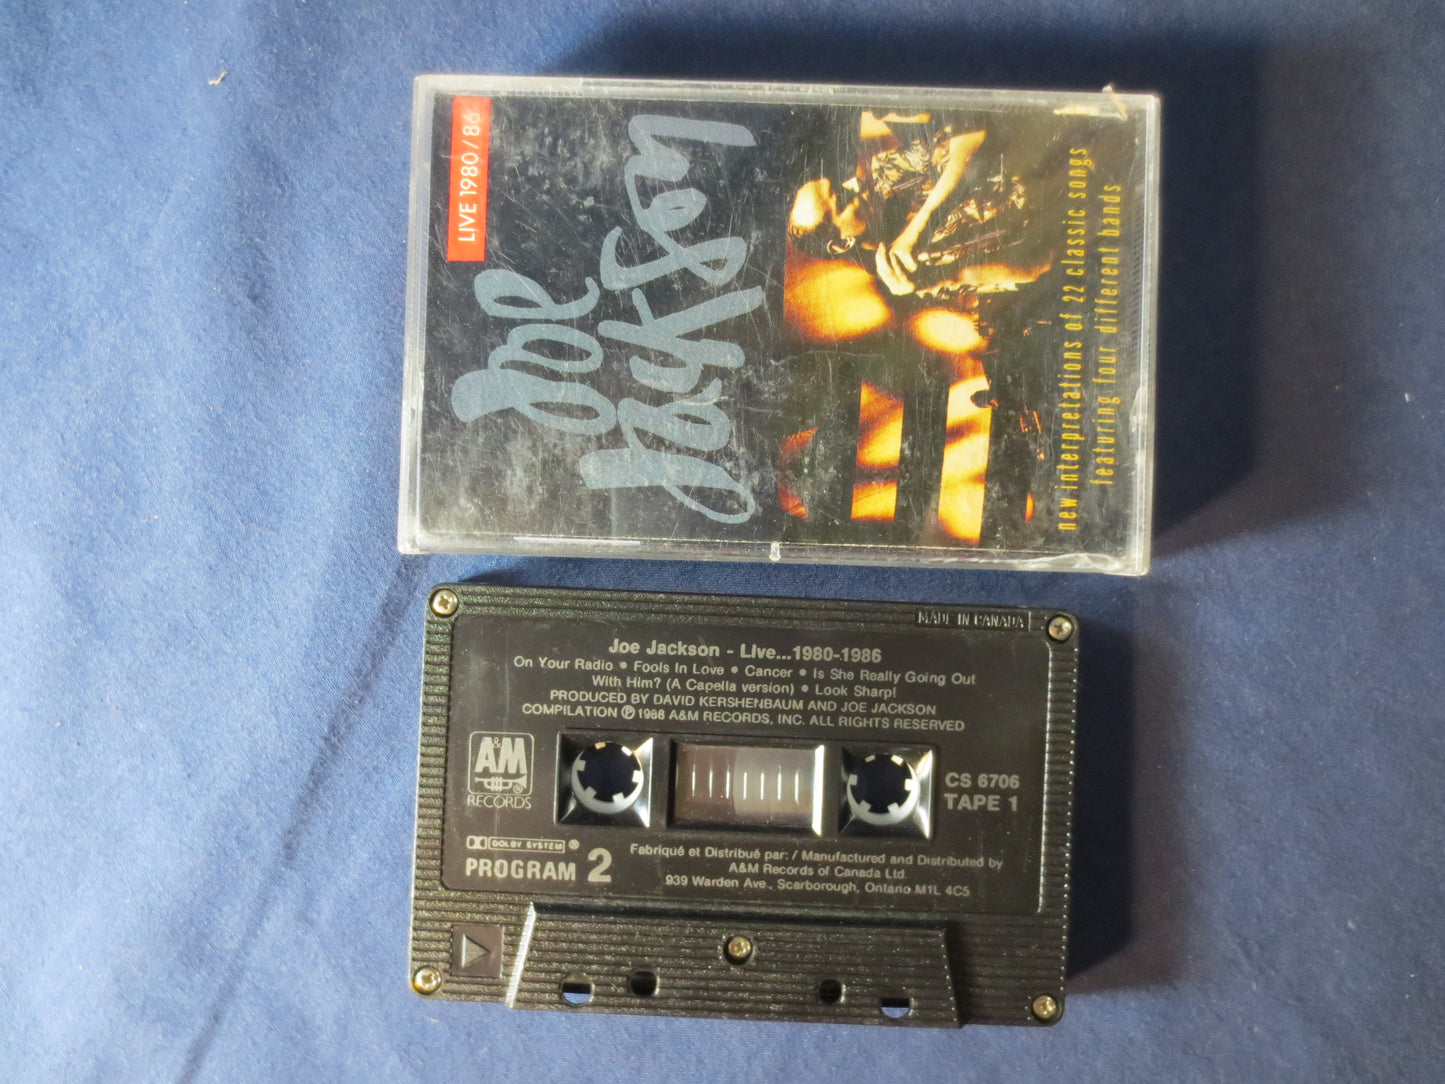 LIVE 1980/86
Joe
Jackson
new interpretations of 22 classic songs
featuring four different bands
MADE IN CANADA
Joe Jackson - Live...1980-1986
On Your Radio • Fools In Love • Cancer • Is She Really Going Out
With Him? (A Capella version) • Look Sharp!
PRODUCED BY DAVID KERSHENBAUM AND JOE JACKSON
COMPILATION ℗ 1988 A&M RECORDS, INC. ALL RIGHTS RESERVED
A&M
®
RECORDS
CS 6706
TAPE 1
DOLBY SYSTEM ®
PROGRAM 2
Fabriqué et Distribué par: / Manufactured and Distributed by
A&M Records of Canada Ltd.
939 Warden Ave., Scarborough, Ontario M1L 4C5